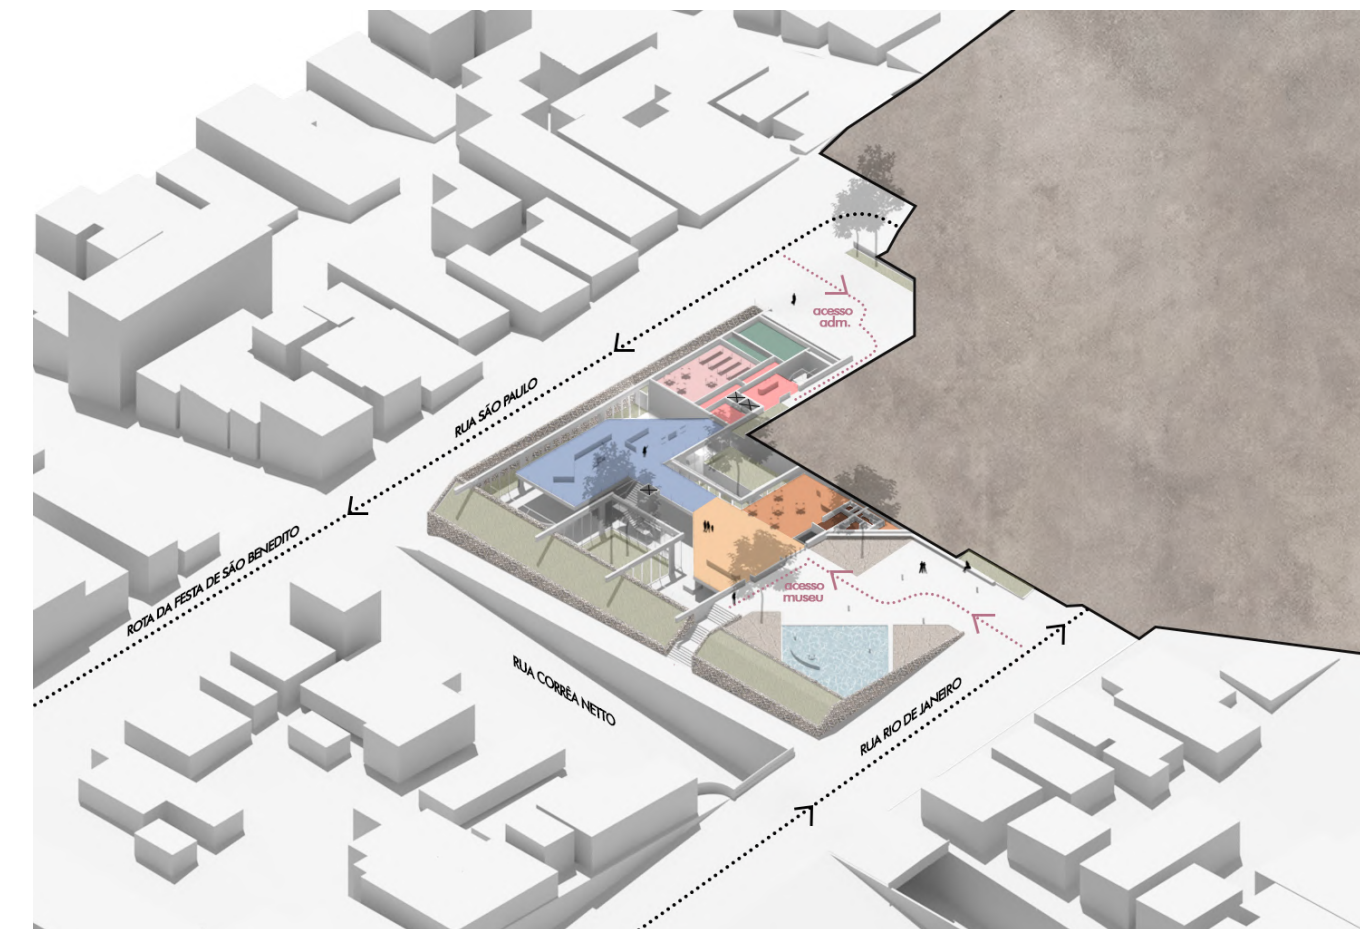 acesso
adm.
RUA SÃO PAULO
ROTA DA FESTA DE SÃO BENEDITO
acesso
museu
RUA CORRÊA NETTO
RUA RIO DE JANEIRO